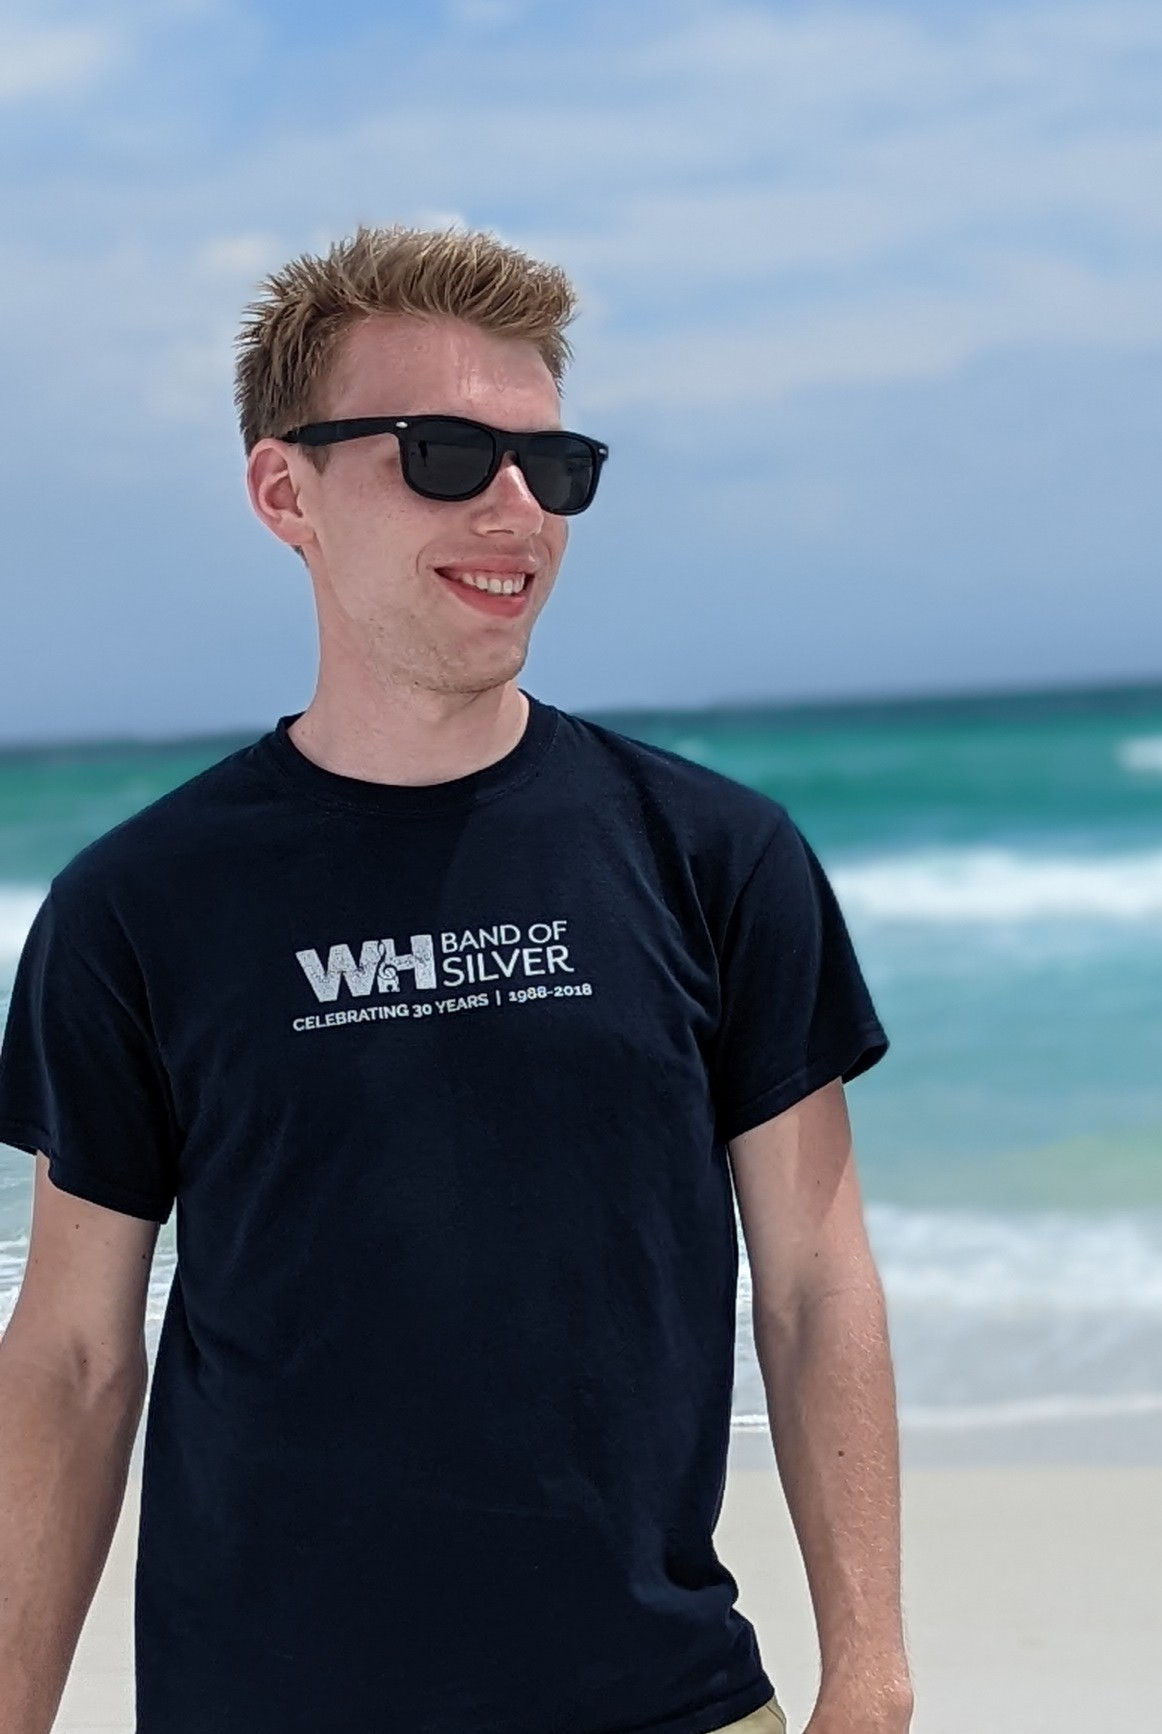 WH BAND OF
SILVER
CELEBRATING 30 YEARS | 1988-2018